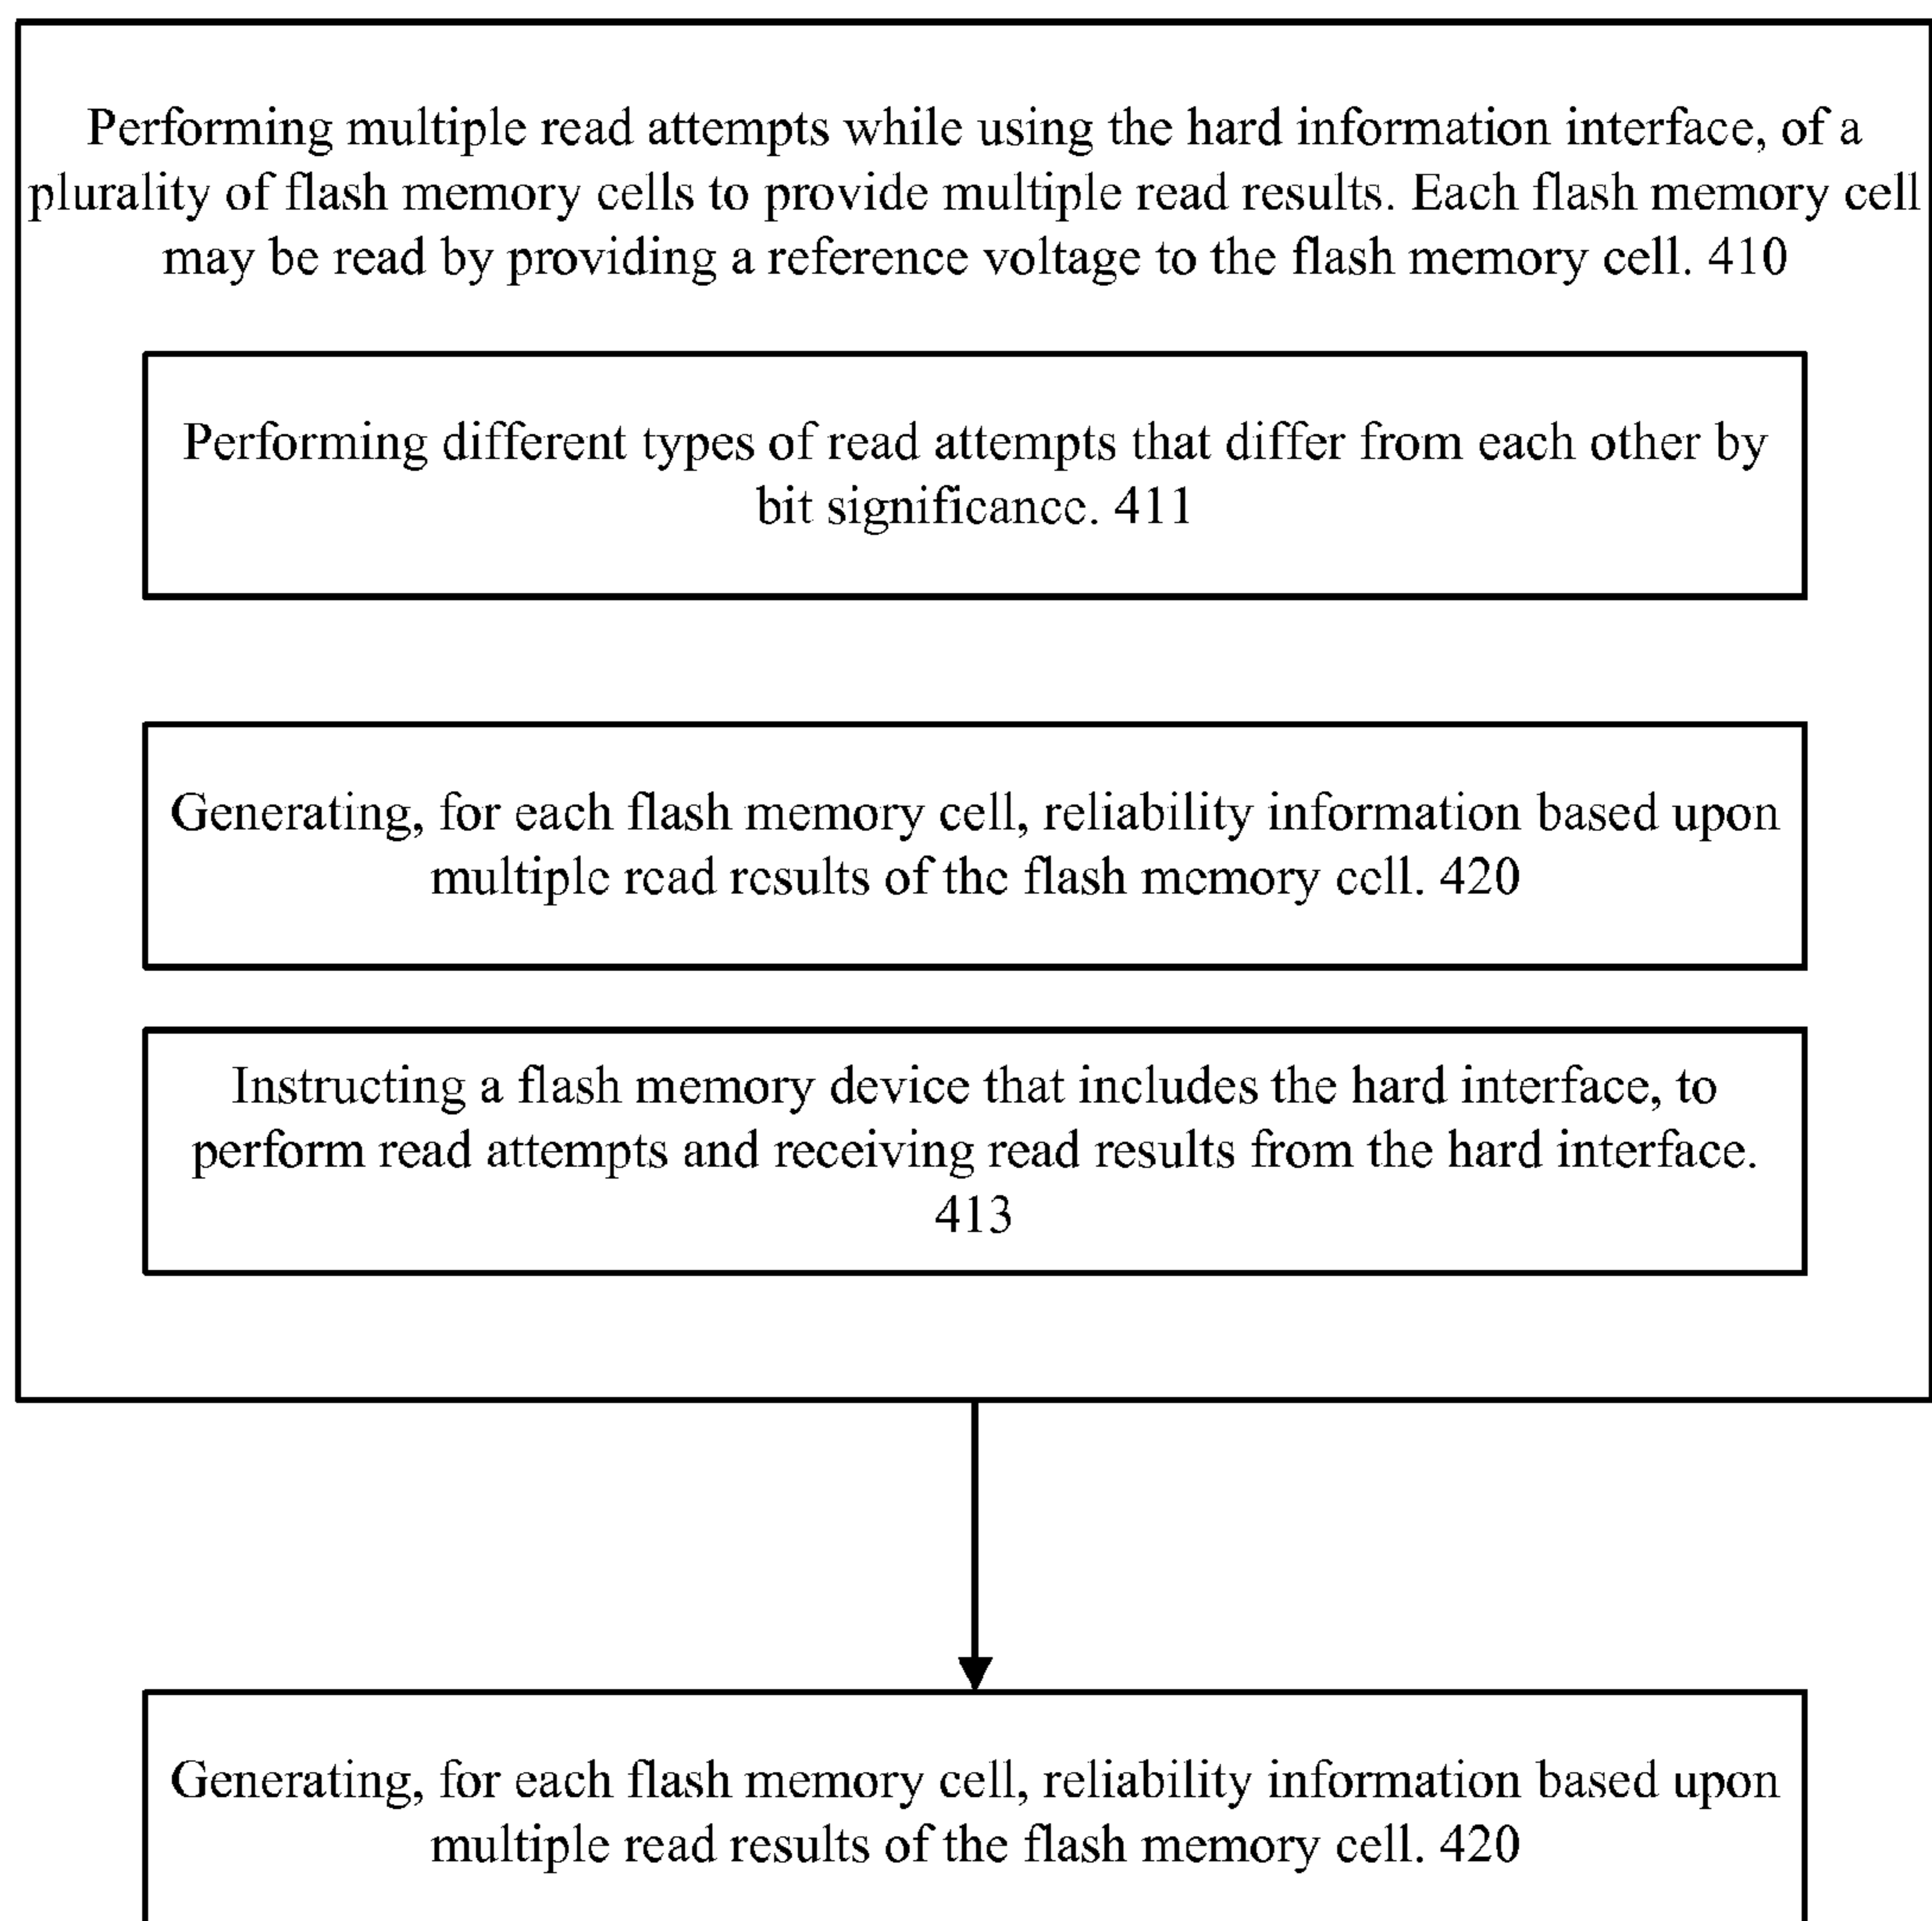 Performing multiple read attempts while using the hard information interface, of a
plurality of flash memory cells to provide multiple read results. Each flash memory cell
may be read by providing a reference voltage to the flash memory cell. 410
Performing different types of read attempts that differ from each other by
bit significance. 411
Generating, for each flash memory cell, reliability information based upon
multiple read results of the flash memory cell. 420
Instructing a flash memory device that includes the hard interface, to
perform read attempts and receiving read results from the hard interface.
413
Generating, for each flash memory cell, reliability information based upon
multiple read results of the flash memory cell. 420